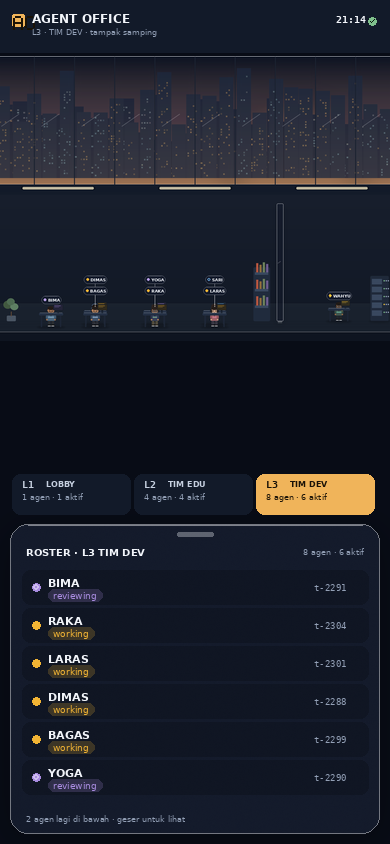 AGENT OFFICE
21:14
L3 · TIM DEV · tampak samping
DIMAS
YOGA
SARI
BIMA
BAGAS
RAKA
LARAS
WAHYU
L1 LOBBY
1 agen · 1 aktif
L2 TIM EDU
4 agen · 4 aktif
L3 TIM DEV
8 agen · 6 aktif
ROSTER · L3 TIM DEV
8 agen · 6 aktif
BIMA
reviewing
t-2291
RAKA
working
t-2304
LARAS
working
t-2301
DIMAS
working
t-2288
BAGAS
working
t-2299
YOGA
reviewing
t-2290
2 agen lagi di bawah · geser untuk lihat